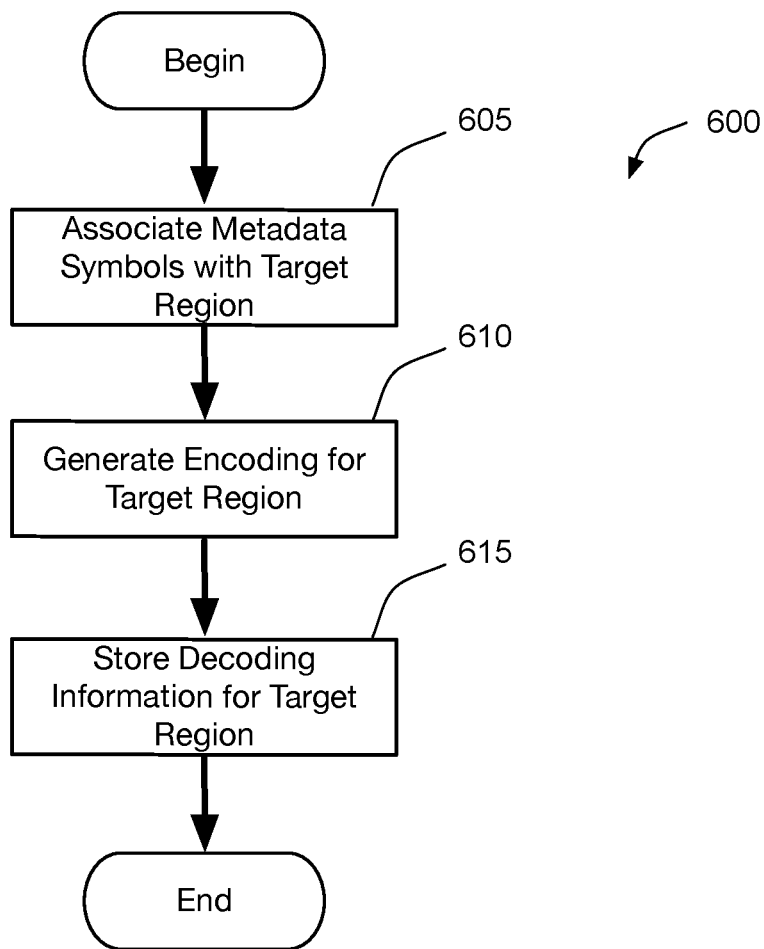 Begin
605
600
Associate Metadata
Symbols with Target
Region
610
Generate Encoding for
Target Region
615
Store Decoding
Information for Target
Region
End